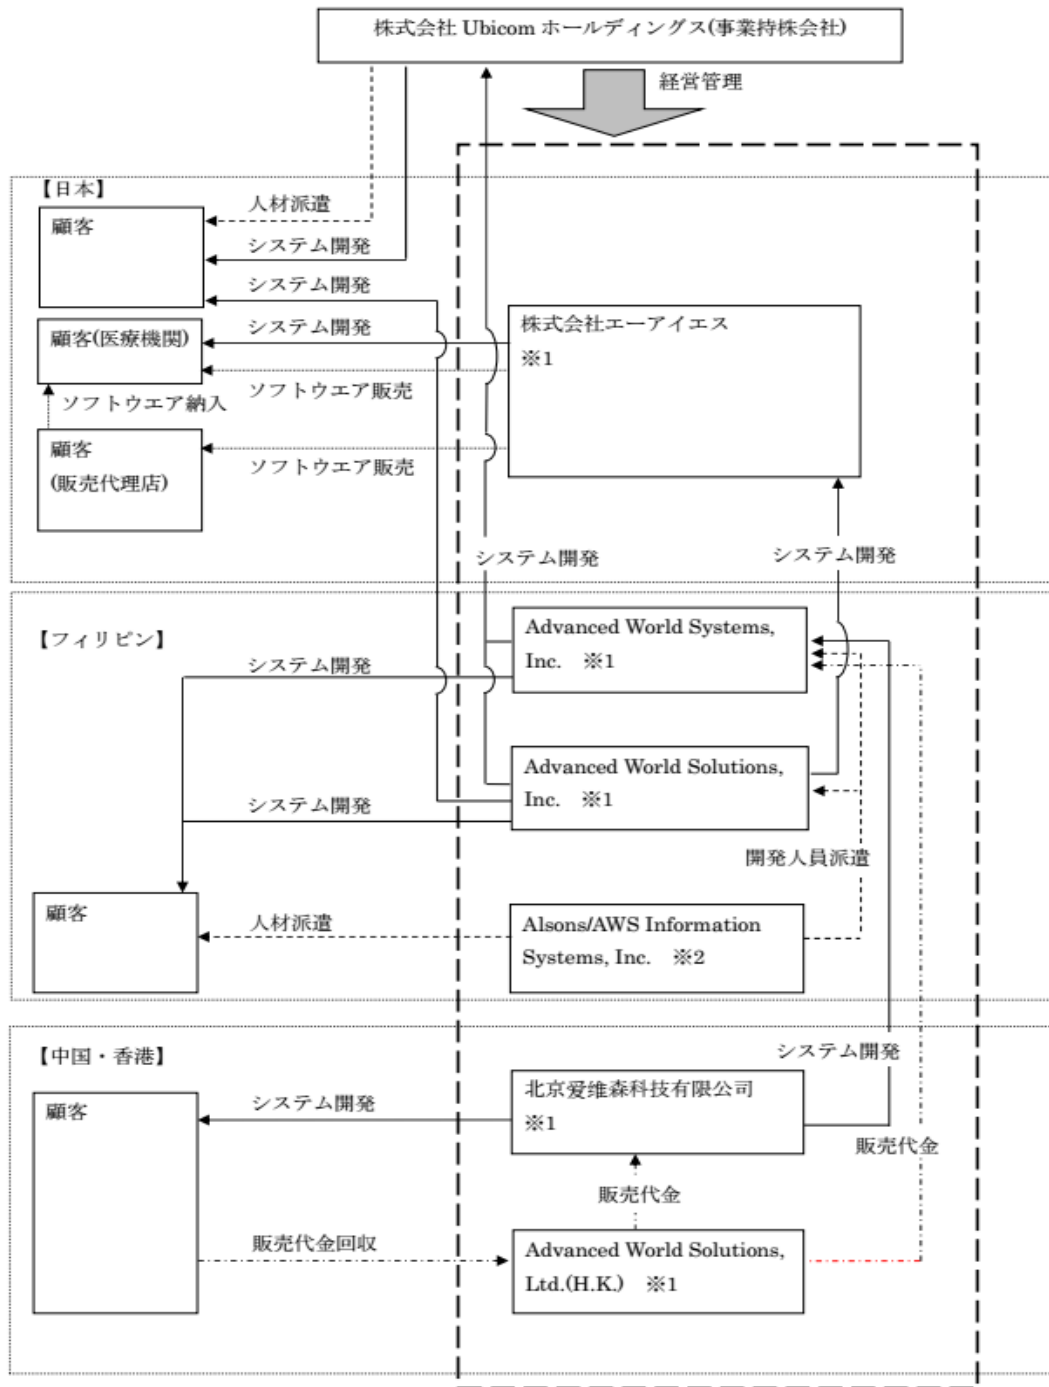 株式会社 Ubicom ホールディングス(事業持株会社)
経営管理
【日本】
顧客
人材派遣
システム開発
システム開発
顧客(医療機関)
システム開発
ソフトウエア販売
ソフトウエア納入
顧客
(販売代理店)
ソフトウエア販売
株式会社エーアイエス
※1
システム開発
システム開発
【フィリピン】
Advanced World Systems,
Inc. ※1
システム開発
Advanced World Solutions,
Inc. ※1
システム開発
開発人員派遣
顧客
人材派遣
Alsons/AWS Information
Systems, Inc. ※2
【中国・香港】
システム開発
顧客
システム開発
北京爱维森科技有限公司
※1
販売代金
販売代金
販売代金回収
Advanced World Solutions,
Ltd.(H.K.) ※1